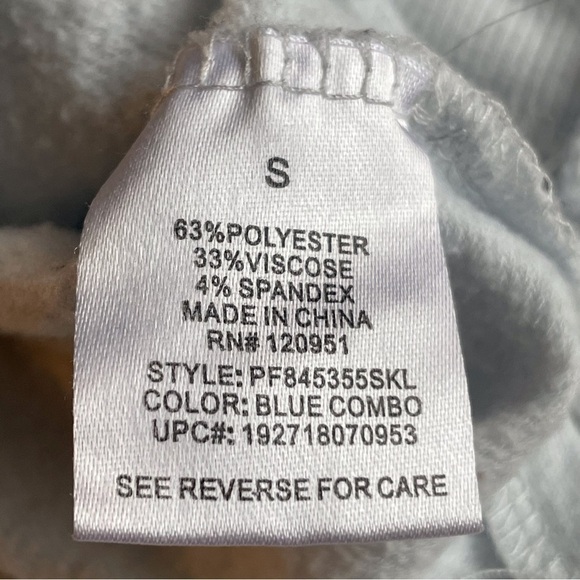 S
63%POLYESTER
33%VISCOSE
4% SPANDEX
MADE IN CHINA
RN# 120951
STYLE: PF845355SKL
COLOR: BLUE COMBO
UPC#: 192718070953
SEE REVERSE FOR CARE